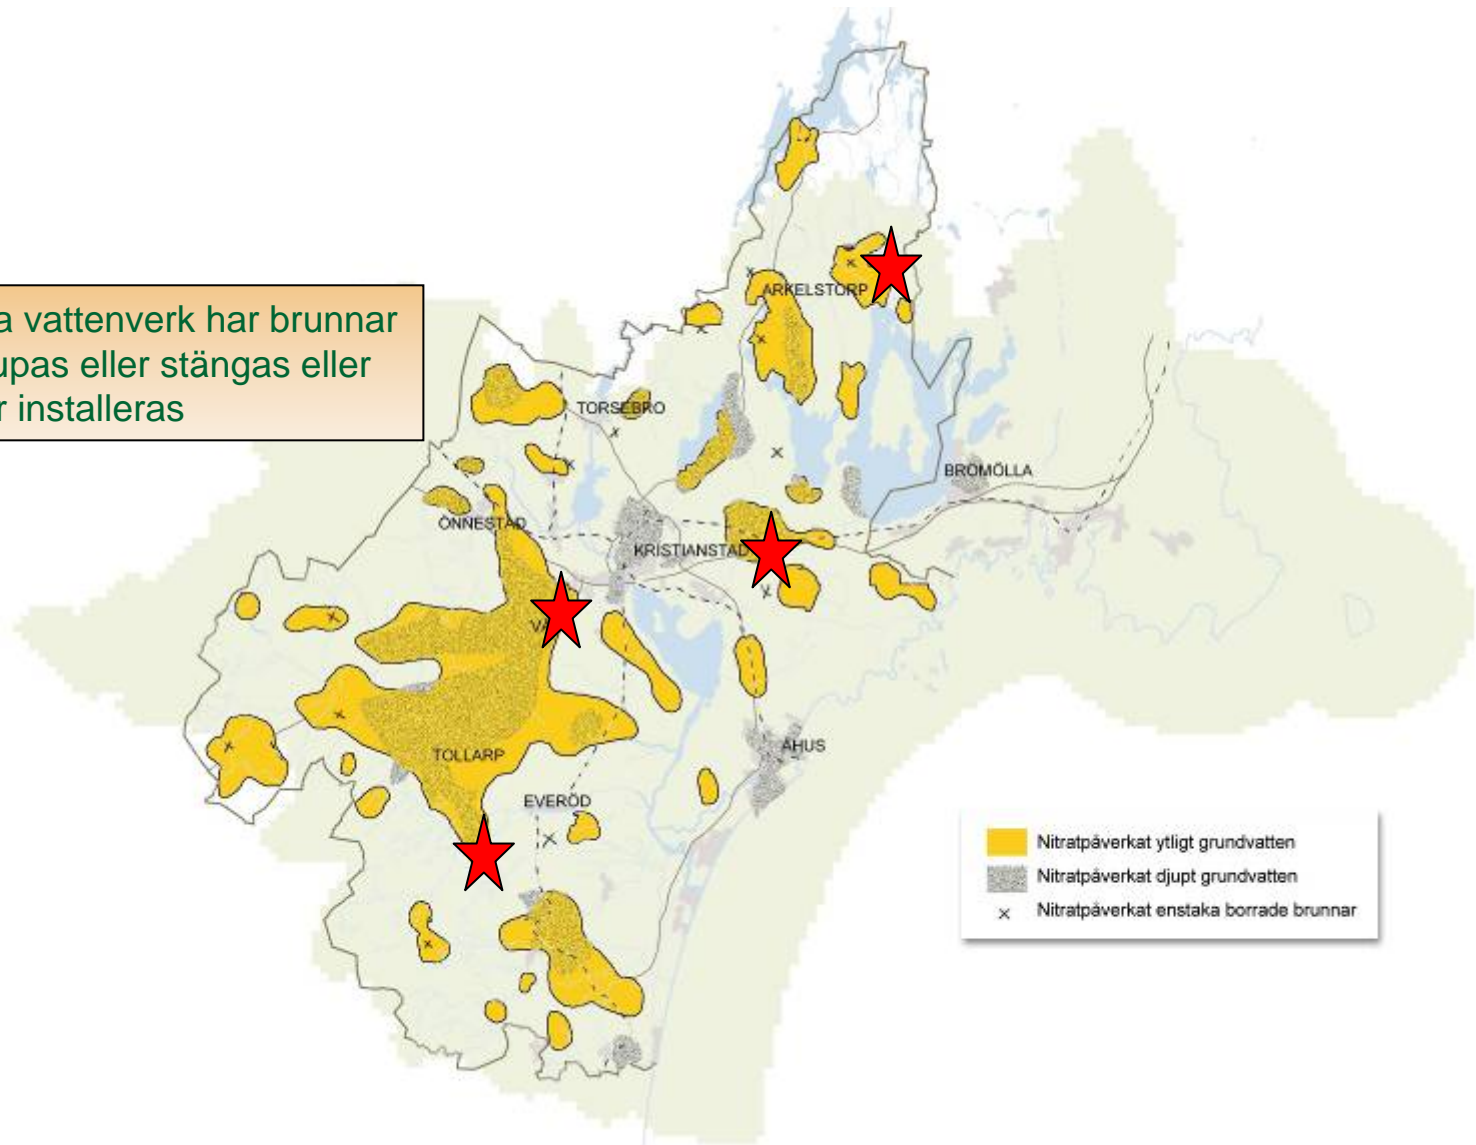 vattenverk har brunnar
eller stängas eller
installeras
ARKELSTORP
TORSEBRO
BROMÖLLA
ÖNNESTAD
KRISTIANSTAD
TOLLARP
ÅHUS
EVERÖD
Nitratpåverkat ytligt grundvatten
Nitratpåverkat djupt grundvatten
Nitratpåverkat enstaka borrade brunnar